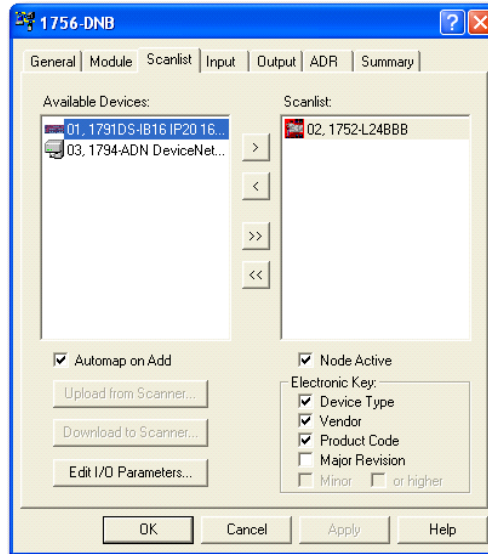 1756-DNB
General Module Scanlist Input Output ADR Summary
Available Devices:
Scanlist:
01, 1791DS-IB16 IP20 16...
03, 1794-ADN DeviceNet...
02, 1752-L24BBB
>
<
>>
<<
Automap on Add
Node Active
Upload from Scanner...
Download to Scanner...
Edit I/O Parameters...
Electronic Key:
Device Type
Vendor
Product Code
Major Revision
Minor or higher
OK Cancel Apply Help